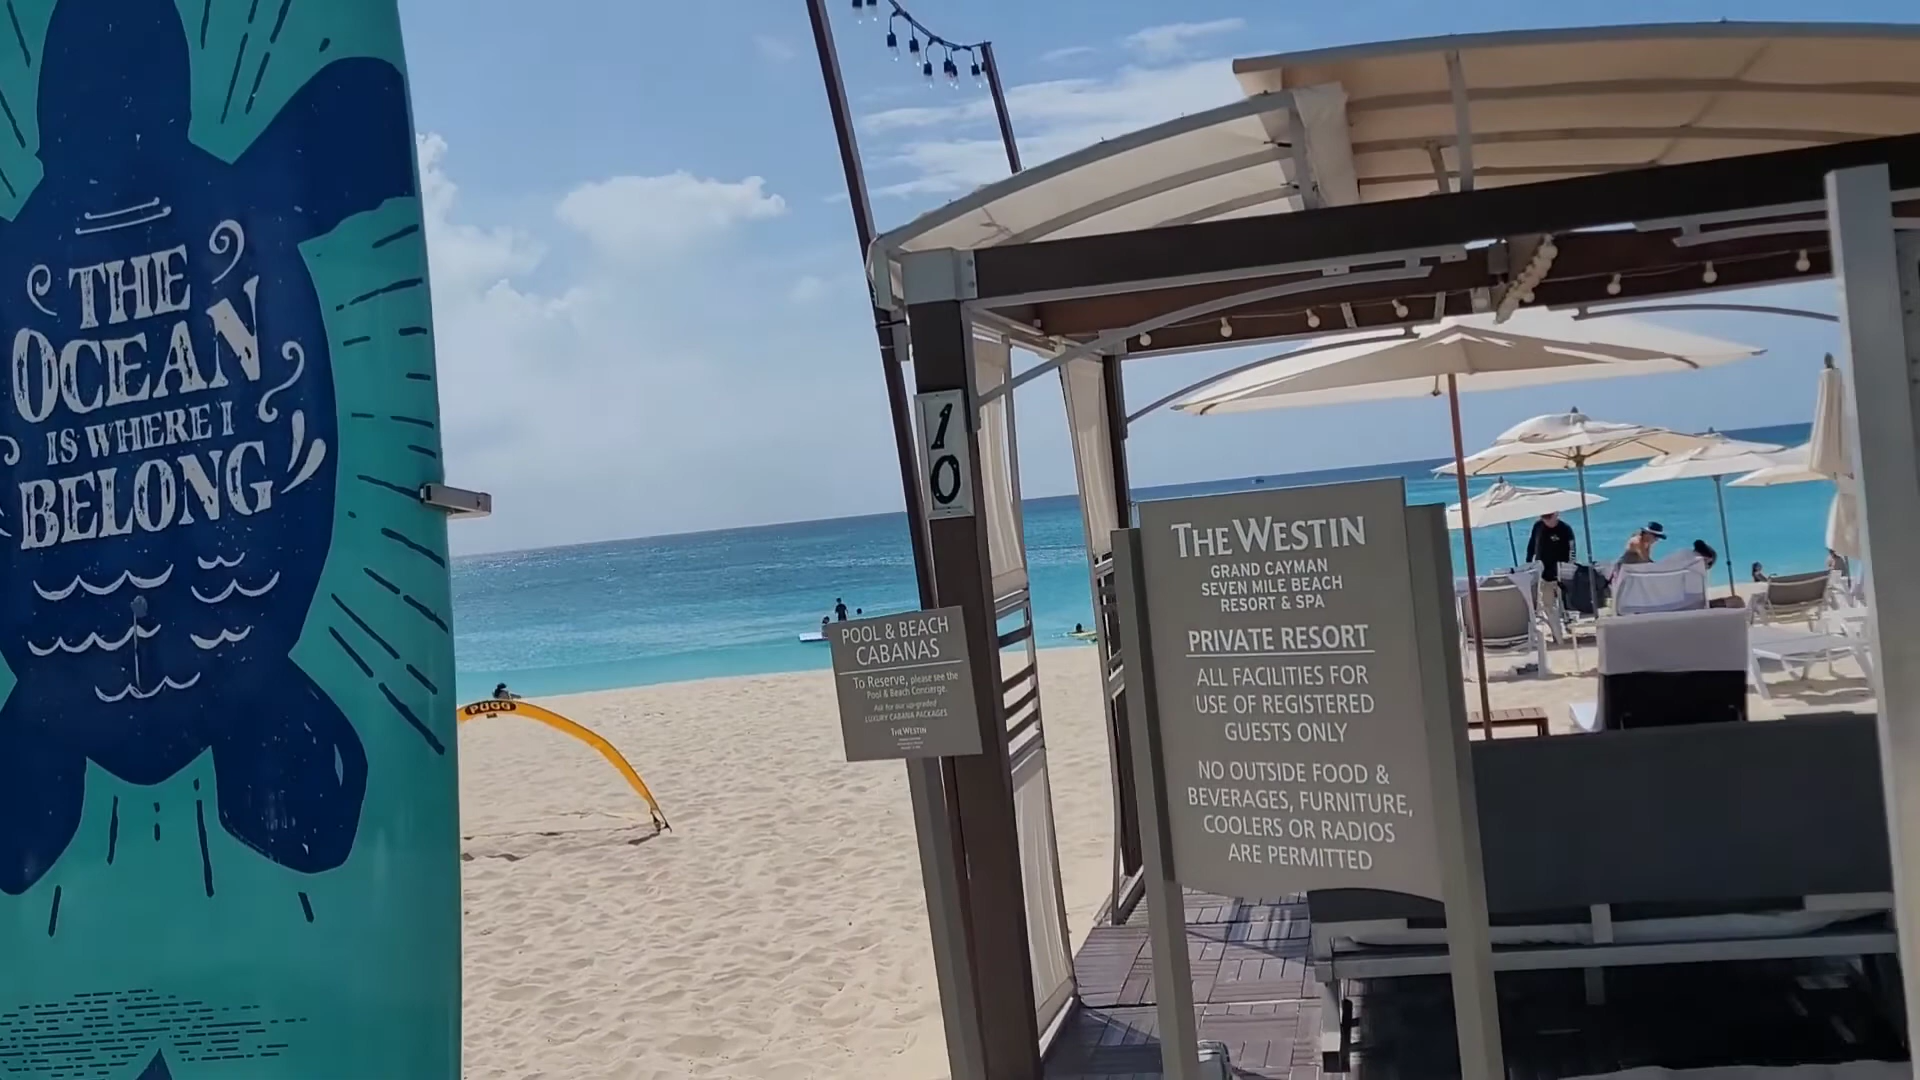 THE
OCEAN
IS WHERE I
BELONG
10
PUGG
POOL & BEACH
CABANAS
To Reserve, please see the
Pool & Beach Concierge.
Ask for our up-graded
LUXURY CABANA PACKAGES
THE WESTIN
THE WESTIN
GRAND CAYMAN
SEVEN MILE BEACH
RESORT & SPA
PRIVATE RESORT
ALL FACILITIES FOR
USE OF REGISTERED
GUESTS ONLY
NO OUTSIDE FOOD &
BEVERAGES, FURNITURE,
COOLERS OR RADIOS
ARE PERMITTED